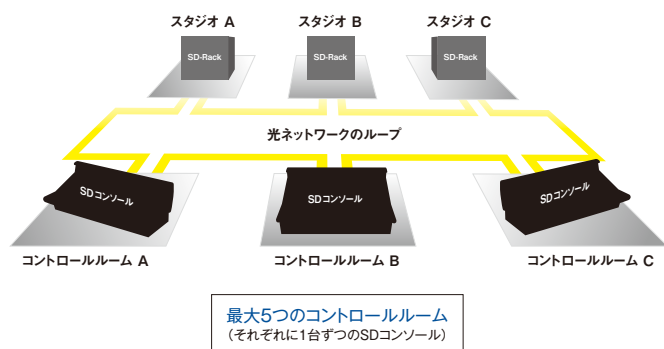 スタジオ A
スタジオ B
スタジオ C
SD-Rack
SD-Rack
SD-Rack
光ネットワークのループ
SDコンソール
SDコンソール
SDコンソール
コントロールルーム A
コントロールルーム B
コントロールルーム C
最大5つのコントロールルーム
(それぞれに1台ずつのSDコンソール)